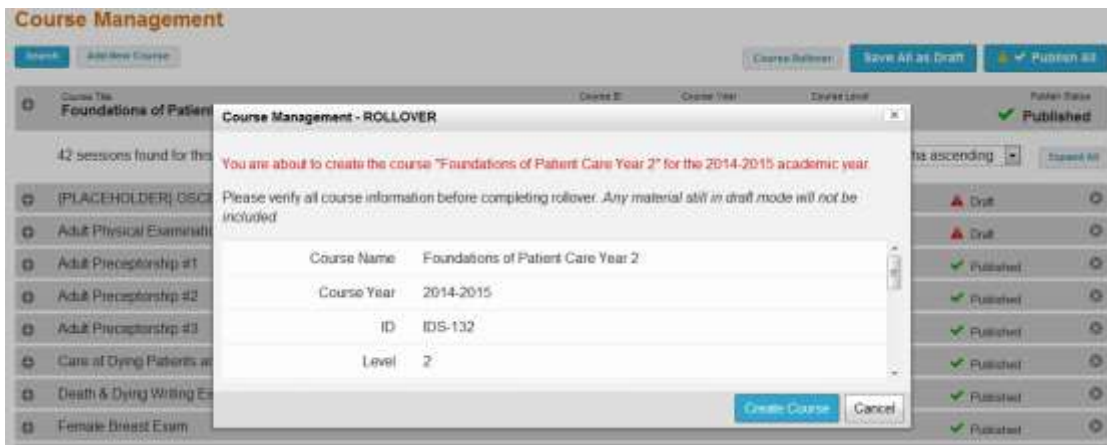 Course Management
Search Add New Course Course Rollover Save All as Draft Publish All
Course Title Course ID Course Year Course Level Publish Status
Foundations of Patient Published
Course Management - ROLLOVER
42 sessions found for this ascending Expand All
You are about to create the course "Foundations of Patient Care Year 2" for the 2014-2015 academic year.
Please verify all course information before completing rollover. Any material still in draft mode will not be
included
[PLACEHOLDER] OSCE Draft
Adult Physical Draft
Course Name Foundations of Patient Care Year 2
Adult Preceptorship #1 Published
Course Year 2014-2015
Adult Preceptorship #2 Published
ID IDS-132
Adult Preceptorship #3 Published
Level 2
Care of Dying Patients Published
Death & Dying Writing Published
Create Course Cancel
Female Breast Exam Published